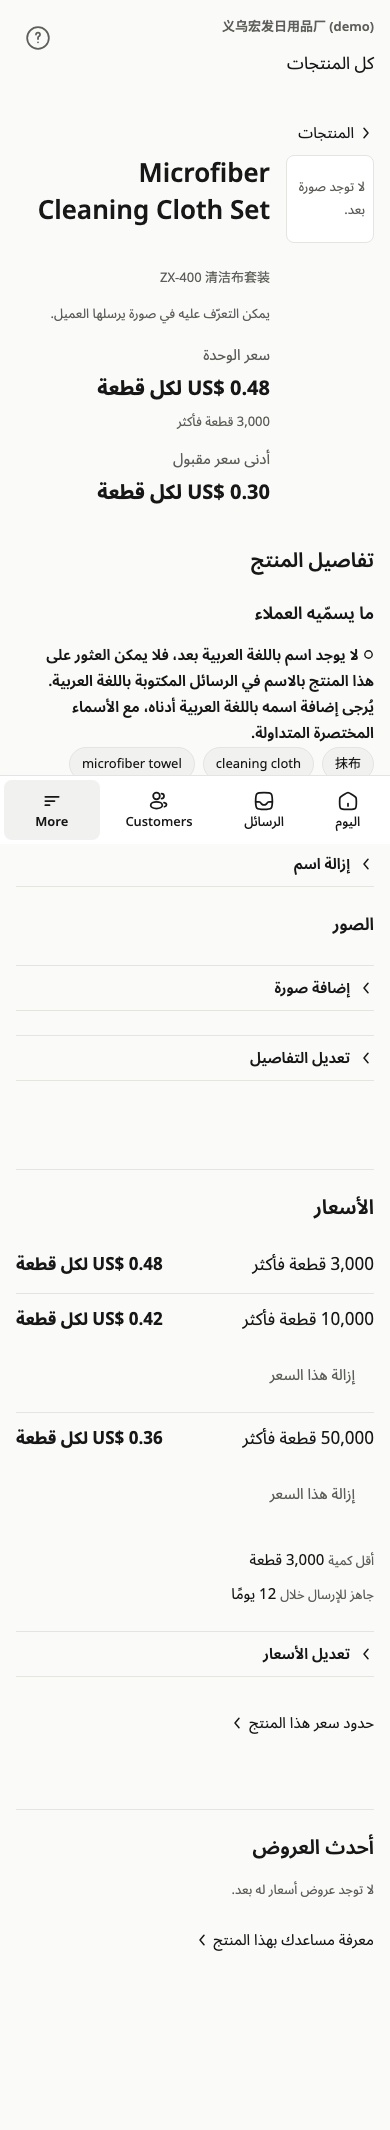 义乌宏发日用品厂 (demo)
كل المنتجات
المنتجات
لا توجد صورة
بعد.
Microfiber
Cleaning Cloth Set
ZX-400 清洁布套装
يمكن التعرّف عليه في صورة يرسلها العميل.
سعر الوحدة
US$ 0.48 لكل قطعة
3,000 قطعة فأكثر
أدنى سعر مقبول
US$ 0.30 لكل قطعة
تفاصيل المنتج
ما يسمّيه العملاء
لا يوجد اسم باللغة العربية بعد، فلا يمكن العثور على
هذا المنتج بالاسم في الرسائل المكتوبة باللغة العربية.
يُرجى إضافة اسمه باللغة العربية أدناه، مع الأسماء
المختصرة المتداولة.
抹布 cleaning cloth microfiber towel
اليوم الرسائل Customers More
إزالة اسم
الصور
إضافة صورة
تعديل التفاصيل
الأسعار
3,000 قطعة فأكثر US$ 0.48 لكل قطعة
10,000 قطعة فأكثر US$ 0.42 لكل قطعة
إزالة هذا السعر
50,000 قطعة فأكثر US$ 0.36 لكل قطعة
إزالة هذا السعر
أقل كمية 3,000 قطعة
جاهز للإرسال خلال 12 يومًا
تعديل الأسعار
حدود سعر هذا المنتج
أحدث العروض
لا توجد عروض أسعار له بعد.
معرفة مساعدك بهذا المنتج